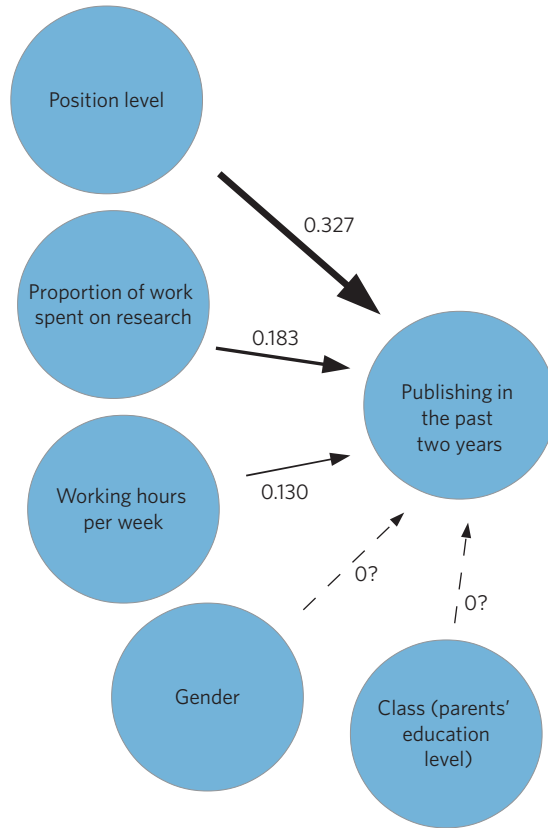 Position level
0.327
Proportion of work
spent on research
0.183
Publishing in
the past
two years
Working hours
per week
0.130
0?
0?
Gender
Class (parents’
education
level)